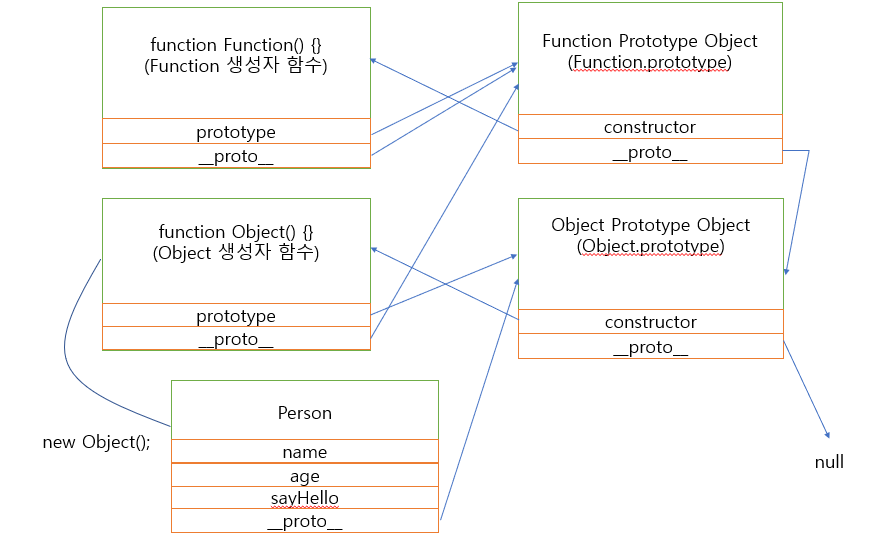 function Function() {}
(Function 생성자 함수)
prototype
__proto__
Function Prototype Object
(Function.prototype)
constructor
__proto__
function Object() {}
(Object 생성자 함수)
prototype
__proto__
Object Prototype Object
(Object.prototype)
constructor
__proto__
Person
name
age
sayHello
__proto__
new Object();
null